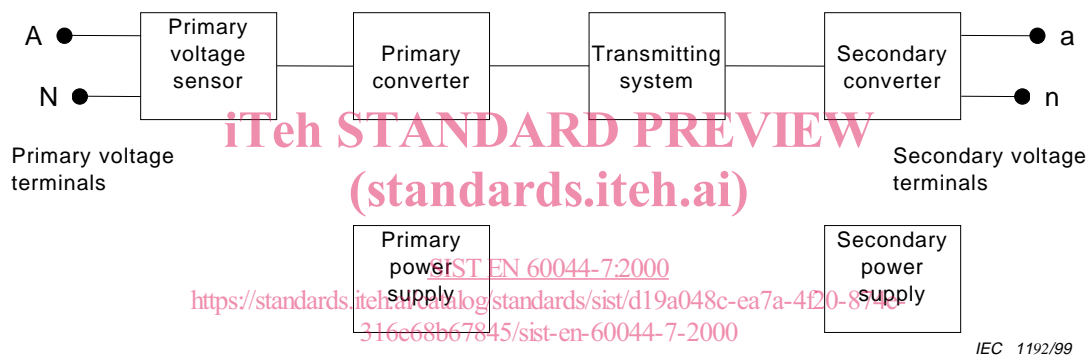 A
Primary
voltage
sensor
Primary
converter
Transmitting
system
Secondary
converter
a
N
n
iTeh STANDARD PREVIEW
Primary voltage
terminals
Secondary voltage
terminals
(standards.iteh.ai)
Primary
power
supply
Secondary
power
supply
SIST EN 60044-7:2000
https://standards.iteh.ai/catalog/standards/sist/d19a048c-ea7a-4f20-874e-
316c68b67845/sist-en-60044-7-2000
IEC 1192/99